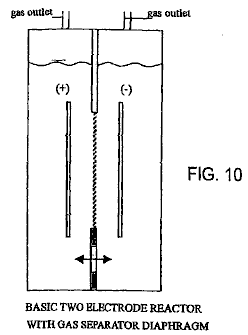 gas outlet gas outlet
(+) (-)
FIG. 10
BASIC TWO ELECTRODE REACTOR
WITH GAS SEPARATOR DIAPHRAGM